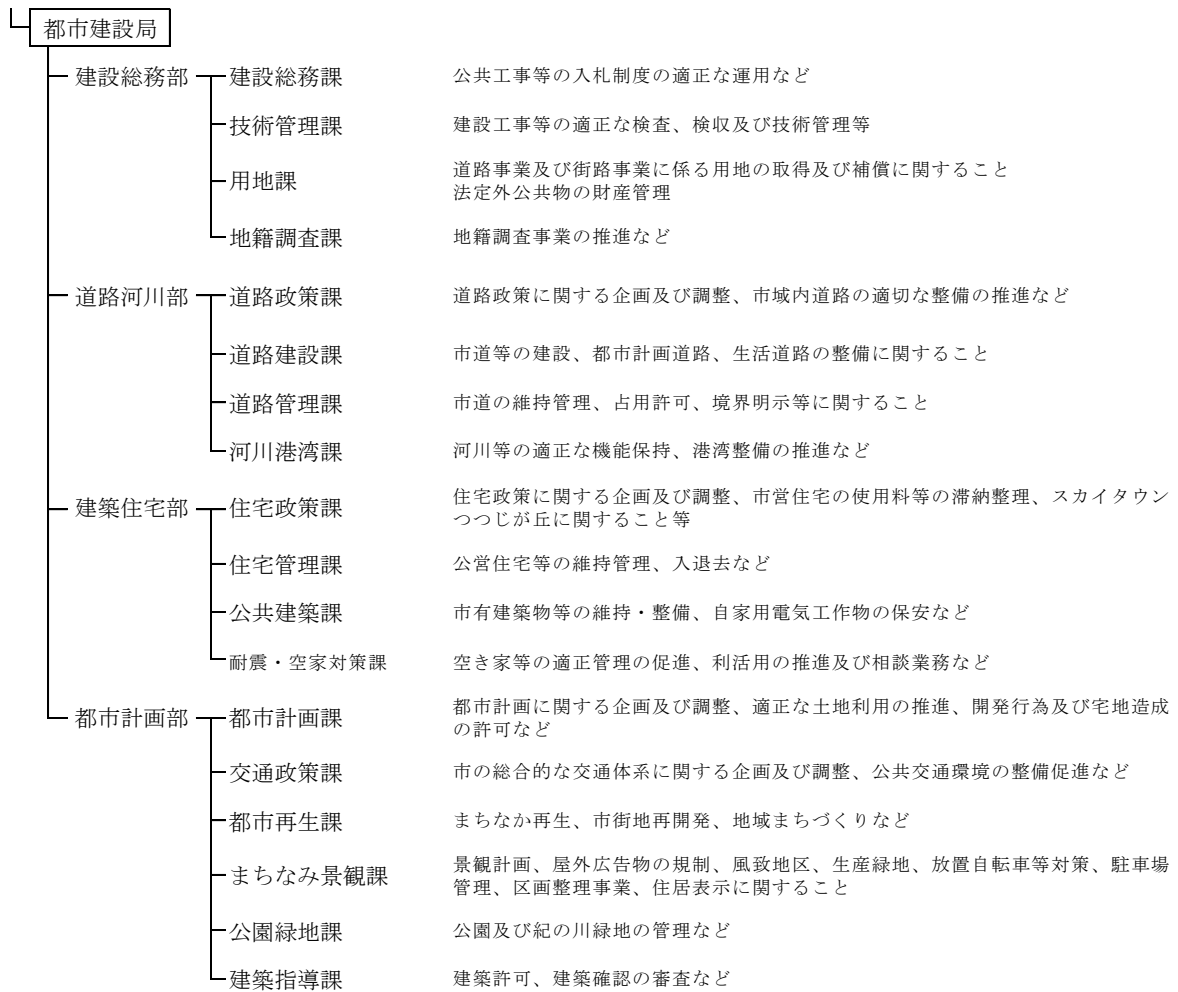 都市建設局
建設総務部 建設総務課 公共工事等の入札制度の適正な運用など
技術管理課 建設工事等の適正な検査、検収及び技術管理等
用地課 道路事業及び街路事業に係る用地の取得及び補償に関すること
法定外公共物の財産管理
地籍調査課 地籍調査事業の推進など
道路河川部 道路政策課 道路政策に関する企画及び調整、市域内道路の適切な整備の推進など
道路建設課 市道等の建設、都市計画道路、生活道路の整備に関すること
道路管理課 市道の維持管理、占用許可、境界明示等に関すること
河川港湾課 河川等の適正な機能保持、港湾整備の推進など
建築住宅部 住宅政策課 住宅政策に関する企画及び調整、市営住宅の使用料等の滞納整理、スカイタウン
つつじが丘に関すること等
住宅管理課 公営住宅等の維持管理、入退去など
公共建築課 市有建築物等の維持・整備、自家用電気工作物の保安など
耐震・空家対策課 空き家等の適正管理の促進、利活用の推進及び相談業務など
都市計画部 都市計画課 都市計画に関する企画及び調整、適正な土地利用の推進、開発行為及び宅地造成
の許可など
交通政策課 市の総合的な交通体系に関する企画及び調整、公共交通環境の整備促進など
都市再生課 まちなか再生、市街地再開発、地域まちづくりなど
まちなみ景観課 景観計画、屋外広告物の規制、風致地区、生産緑地、放置自転車等対策、駐車場
管理、区画整理事業、住居表示に関すること
公園緑地課 公園及び紀の川緑地の管理など
建築指導課 建築許可、建築確認の審査など